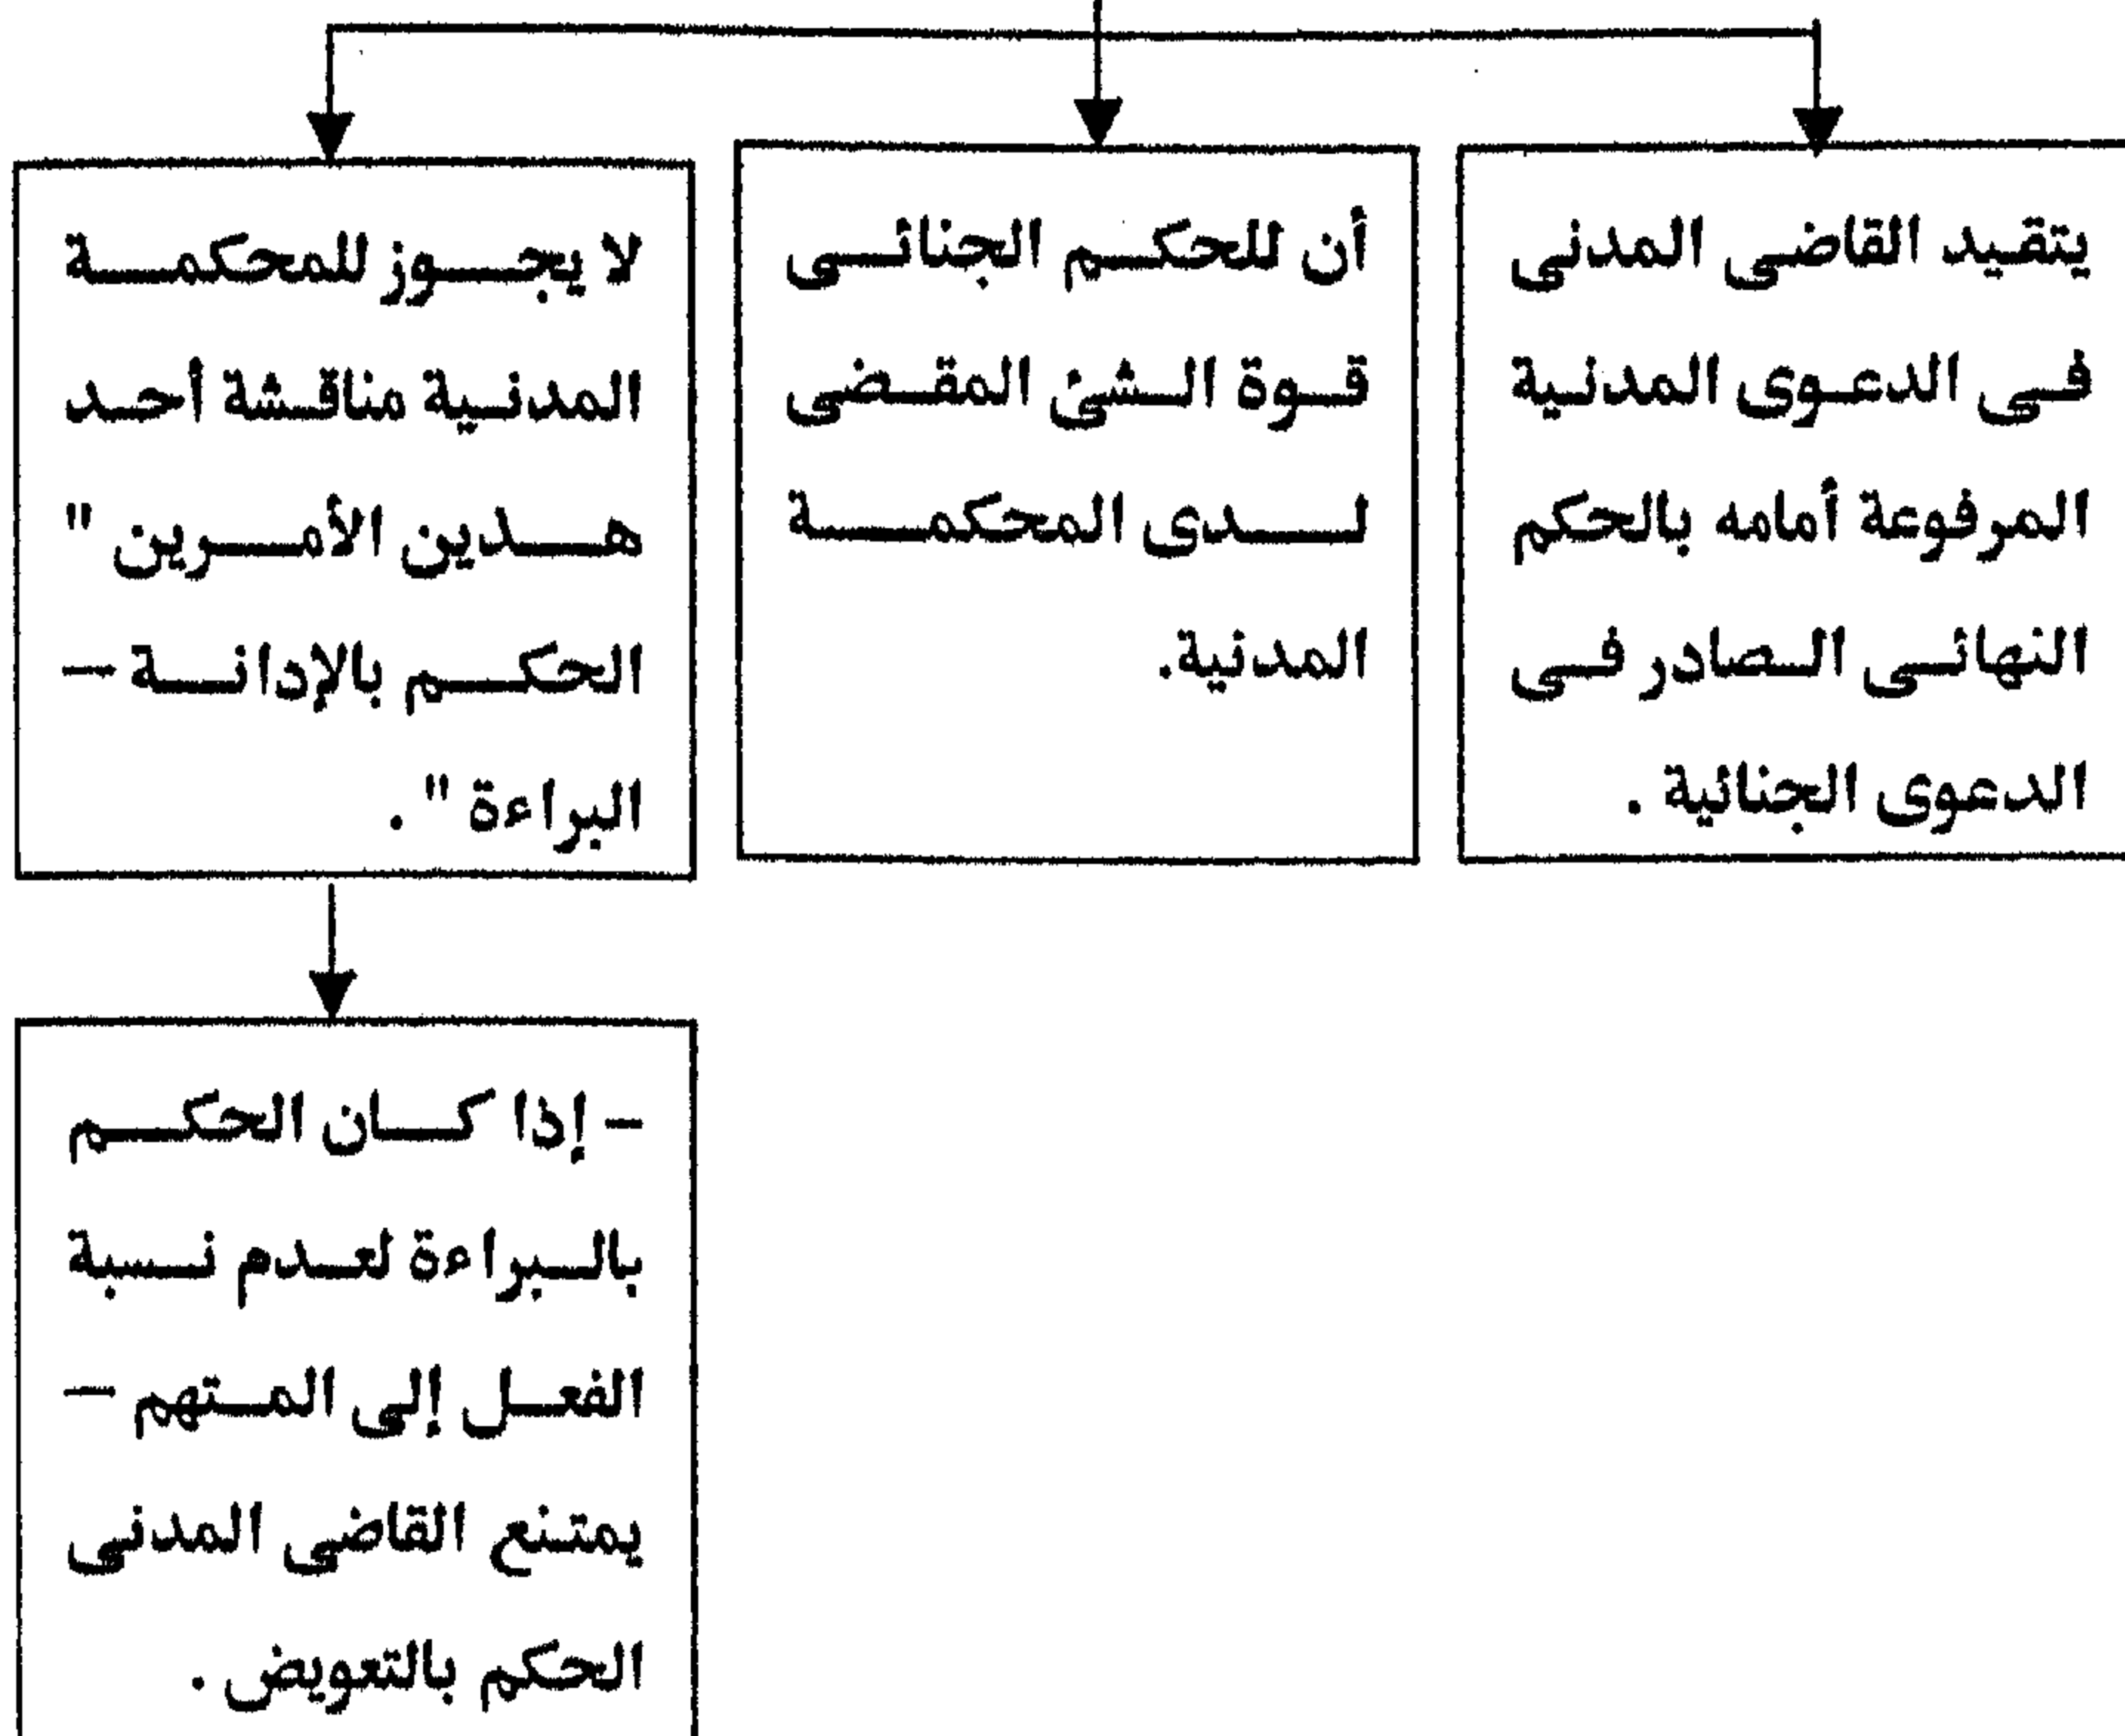 يتقيد القاضى المدنى
فى الدعوى المدنية
المرفوعة أمامه بالحكم
النهائى الصادر فى
الدعوى الجنائية .
أن للحكم الجنائى
قوة الشئ المقضى
لدى المحكمة
المدنية.
لا يجوز للمحكمة
المدنية مناقشة أحد
هدين الأمرين "
الحكم بالإدانة –
البراءة " .
– إذا كان الحكم
بالبراءة لعدم نسبة
الفعل إلى المتهم –
يمتنع القاضى المدنى
الحكم بالتعويض .